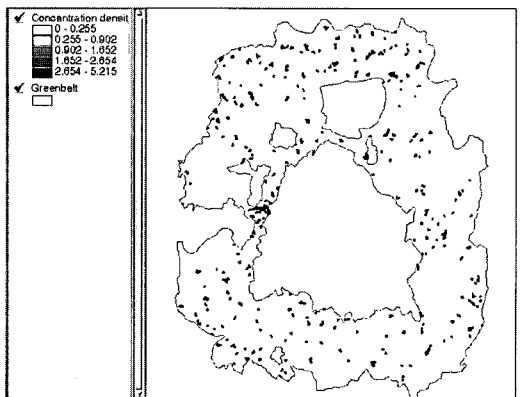 Concentration densit
0 - 0.255
0.255 - 0.902
0.902 - 1.652
1.652 - 2.654
2.654 - 5.215
Greenbelt